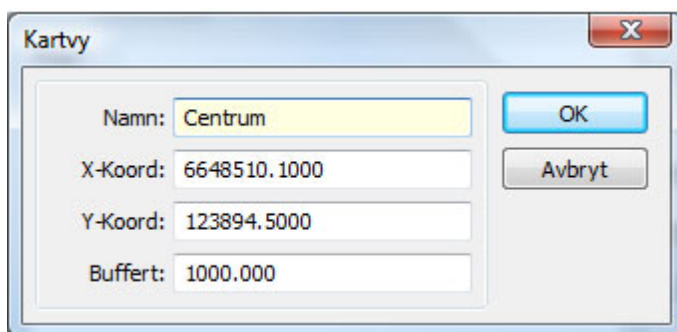 Kartvy
Namn: Centrum
OK
X-Koord: 6648510.1000
Avbryt
Y-Koord: 123894.5000
Buffert: 1000.000